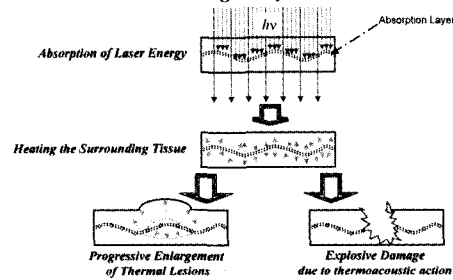 hν
Absorption Layer
Absorption of Laser Energy
Heating the Surrounding Tissue
Progressive Enlargement
of Thermal Lesions
Explosive Damage
due to thermoacoustic action